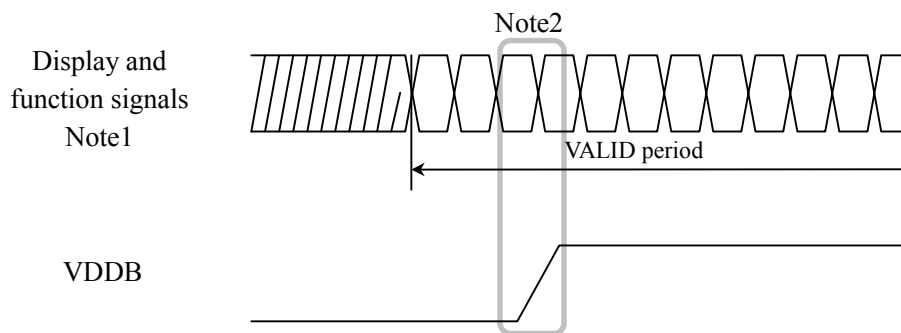 Note2
Display and
function signals
Note1
VALID period
VDDB